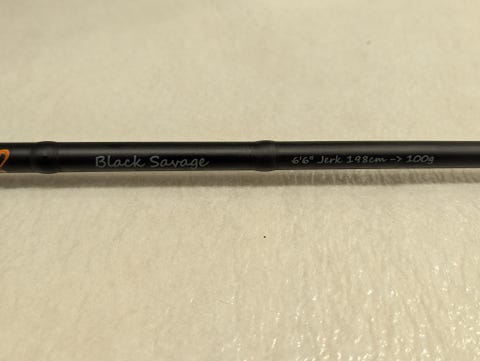 Black Savage
6'6" Jerk 198cm -> 100g